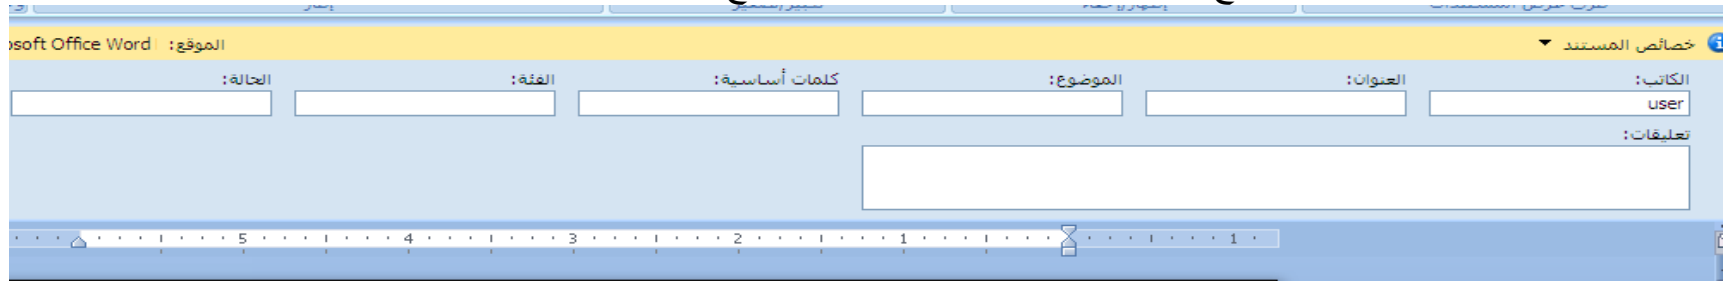 خصائص المستند
الموقع: osoft Office Word
الكاتب: العنوان: الموضوع: كلمات أساسية: الفئة: الحالة:
user
تعليقات:
5 4 3 2 1 1